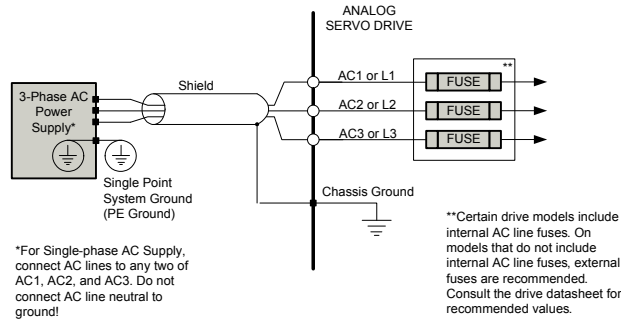 ANALOG
SERVO DRIVE
**
3-Phase AC
Power
Supply*
Shield
AC1 or L1
FUSE
AC2 or L2
FUSE
AC3 or L3
FUSE
Single Point
System Ground
(PE Ground)
Chassis Ground
*For Single-phase AC Supply,
connect AC lines to any two of
AC1, AC2, and AC3. Do not
connect AC line neutral to
ground!
**Certain drive models include
internal AC line fuses. On
models that do not include
internal AC line fuses, external
fuses are recommended.
Consult the drive datasheet for
recommended values.